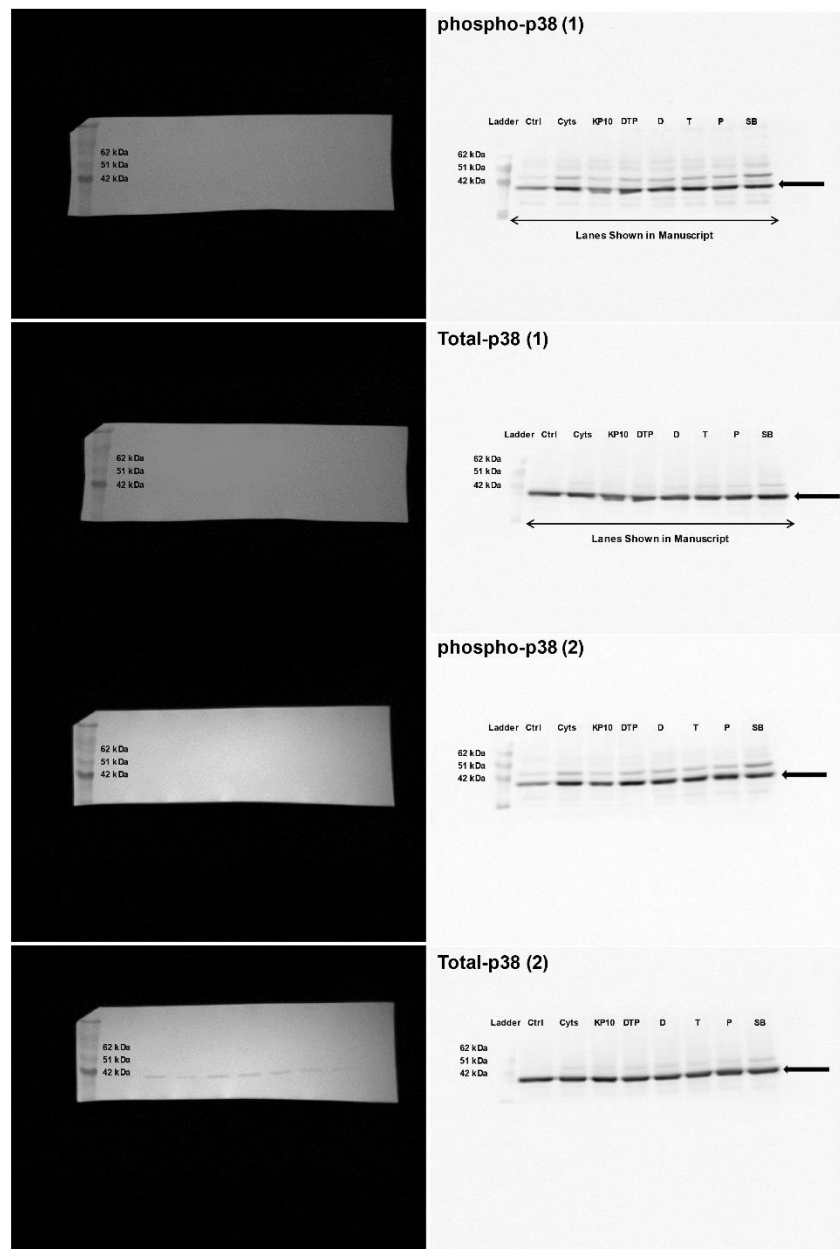 phospho-p38 (1)
Ladder Ctrl Cyts KP10 DTP D T P SB
62 kDa
51 kDa
42 kDa
62 kDa
51 kDa
42 kDa
Lanes Shown in Manuscript
Total-p38 (1)
Ladder Ctrl Cyts KP10 DTP D T P SB
62 kDa
51 kDa
42 kDa
62 kDa
51 kDa
42 kDa
Lanes Shown in Manuscript
phospho-p38 (2)
Ladder Ctrl Cyts KP10 DTP D T P SB
62 kDa
51 kDa
42 kDa
62 kDa
51 kDa
42 kDa
Total-p38 (2)
Ladder Ctrl Cyts KP10 DTP D T P SB
62 kDa
51 kDa
42 kDa
62 kDa
51 kDa
42 kDa